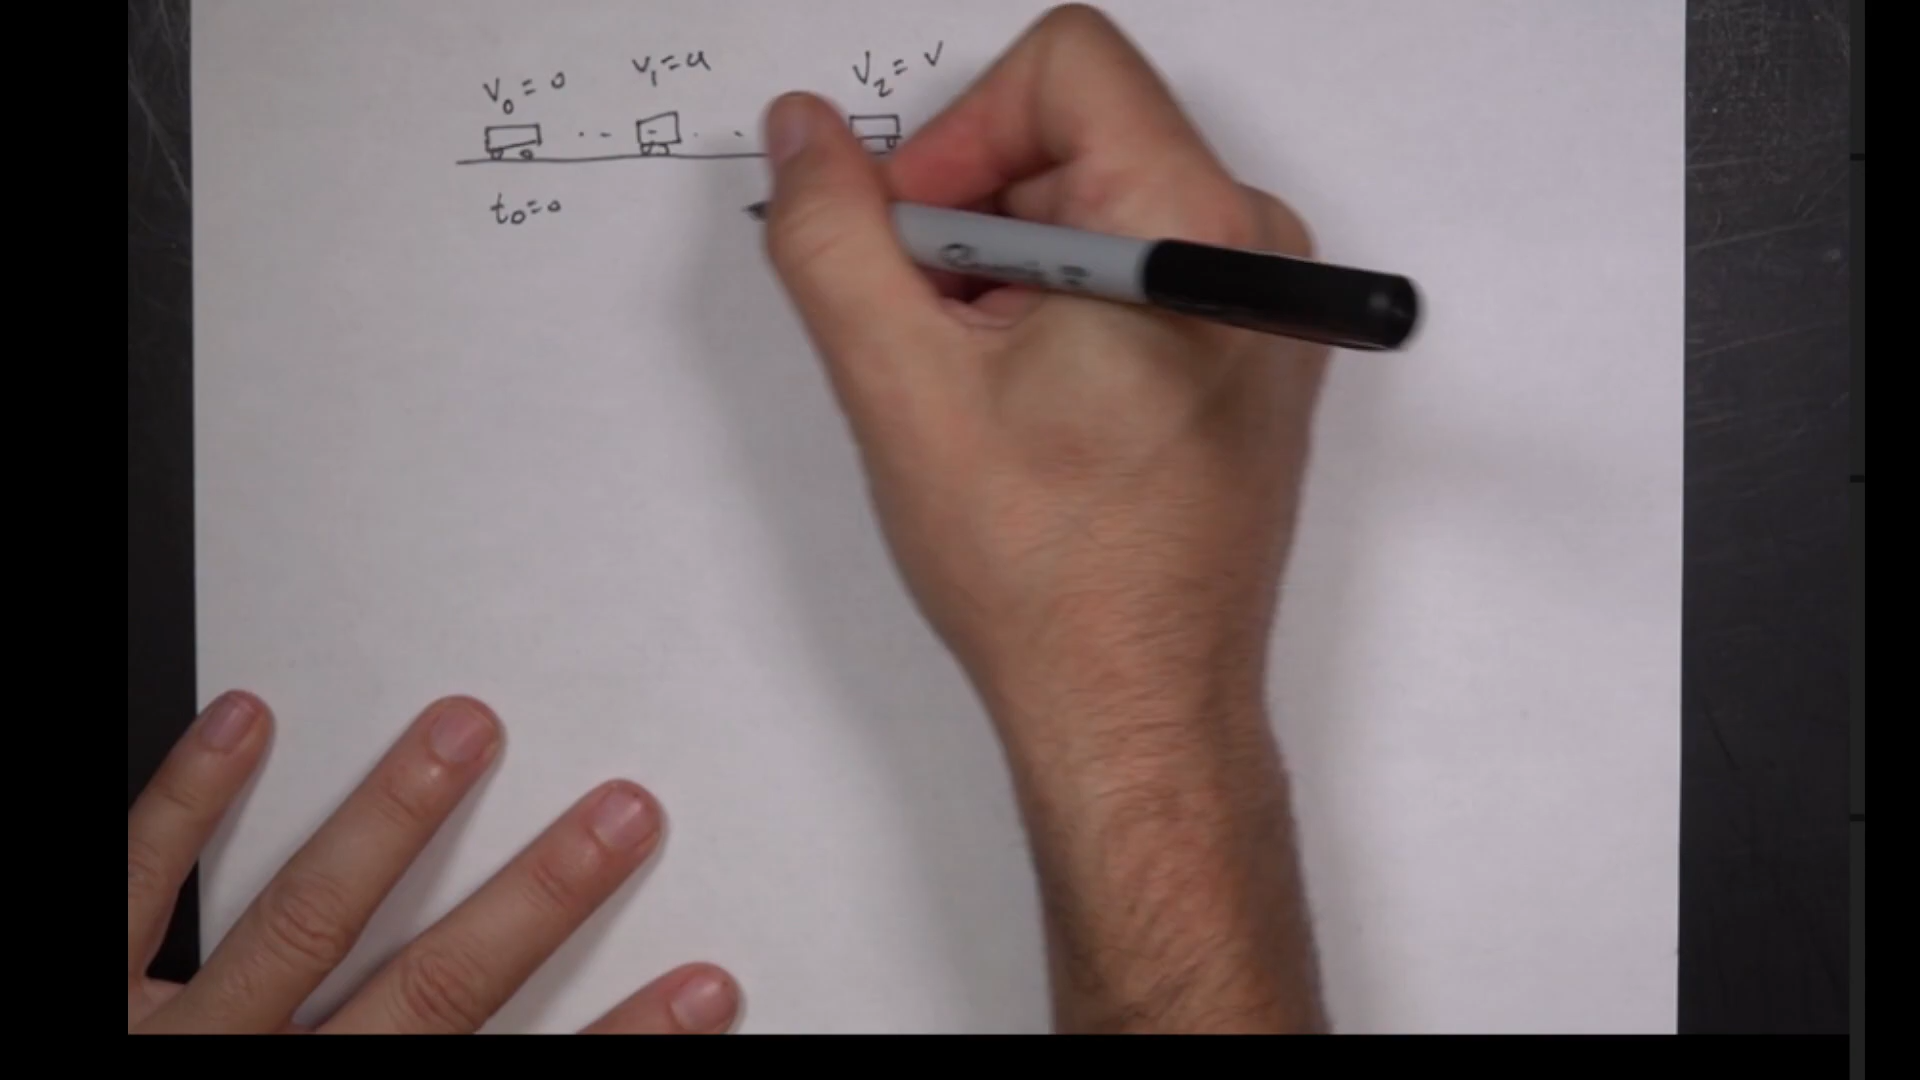 v₀ = 0 v₁ = u v₂ = v
t₀ = 0